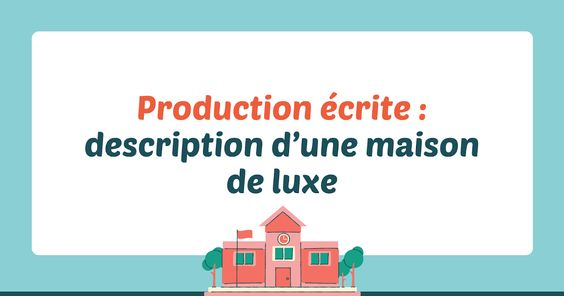 Production écrite :
description d’une maison
de luxe